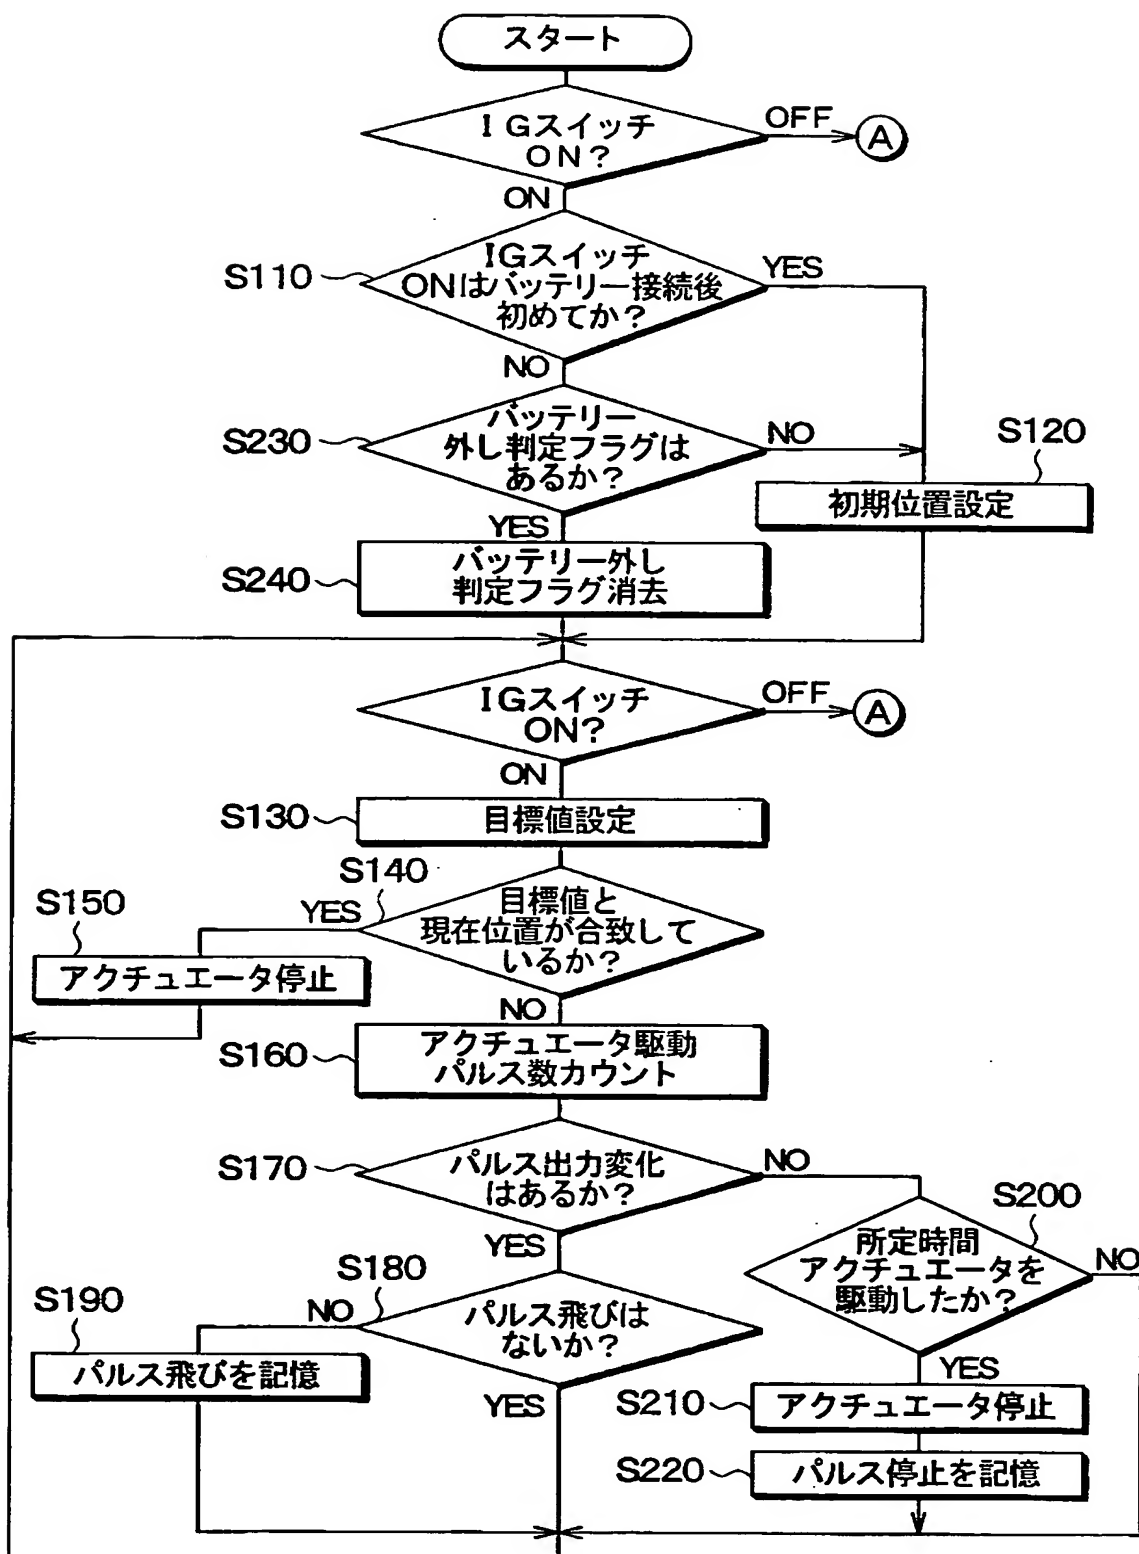 スタート
IGスイッチ
ON?
OFF
A
ON
S110
IGスイッチ
ONはバッテリー接続後
初めてか?
YES
NO
S230
バッテリー
外し判定フラグは
あるか?
NO
S120
初期位置設定
YES
S240
バッテリー外し
判定フラグ消去
IGスイッチ
ON?
OFF
A
ON
S130
目標値設定
S140
目標値と
現在位置が合致して
いるか?
YES
S150
アクチュエータ停止
NO
S160
アクチュエータ駆動
パルス数カウント
S170
パルス出力変化
はあるか?
NO
S200
所定時間
アクチュエータを
駆動したか?
NO
YES
S180
パルス飛びは
ないか?
NO
S190
パルス飛びを記憶
YES
YES
S210
アクチュエータ停止
S220
パルス停止を記憶